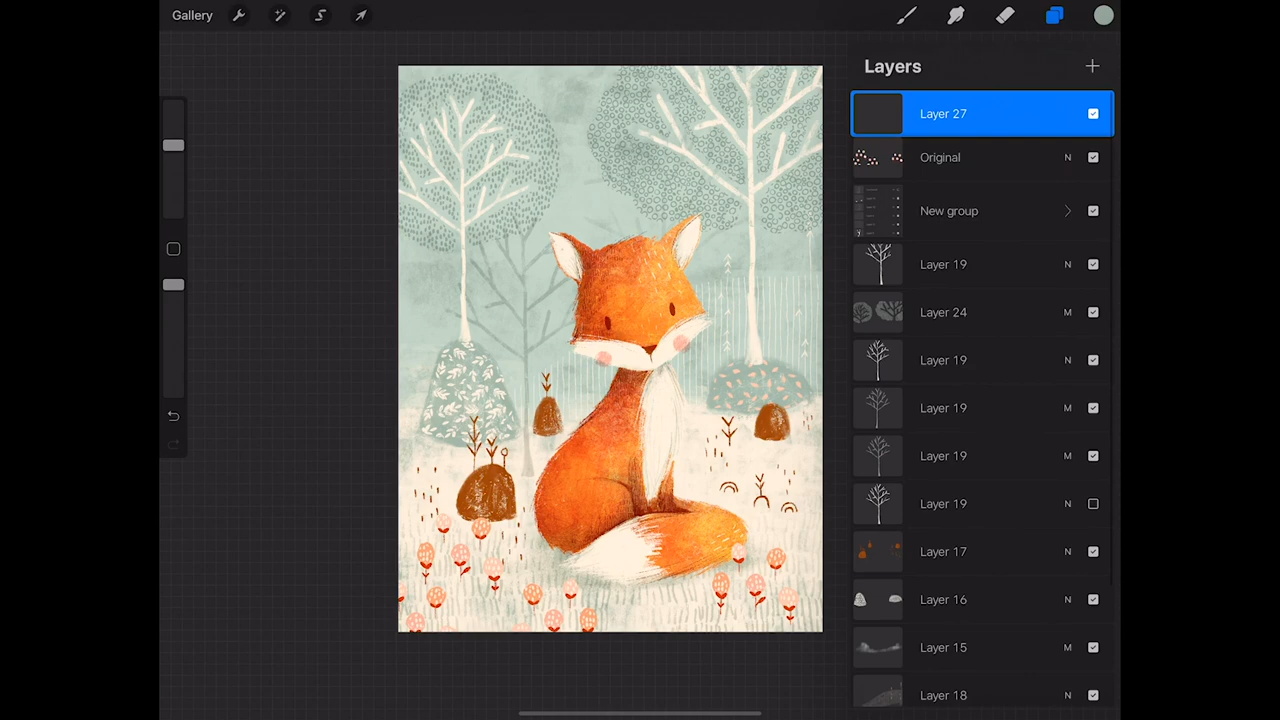 Gallery
Layers
Layer 27
Original N
New group
Layer 19 N
Layer 24 M
Layer 19 N
Layer 19 M
Layer 19 M
Layer 19 N
Layer 17 N
Layer 16 N
Layer 15 M
Layer 18 N